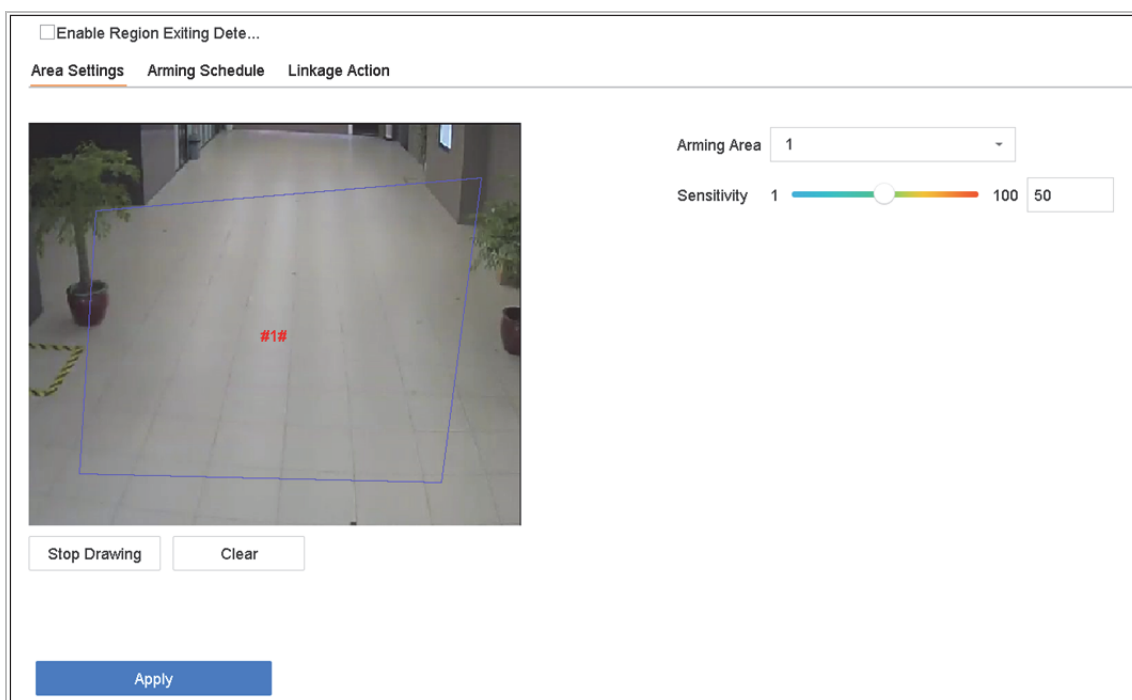 Enable Region Exiting Dete...
Area Settings Arming Schedule Linkage Action
Arming Area 1
Sensitivity 1 100 50
#1#
Stop Drawing Clear
Apply